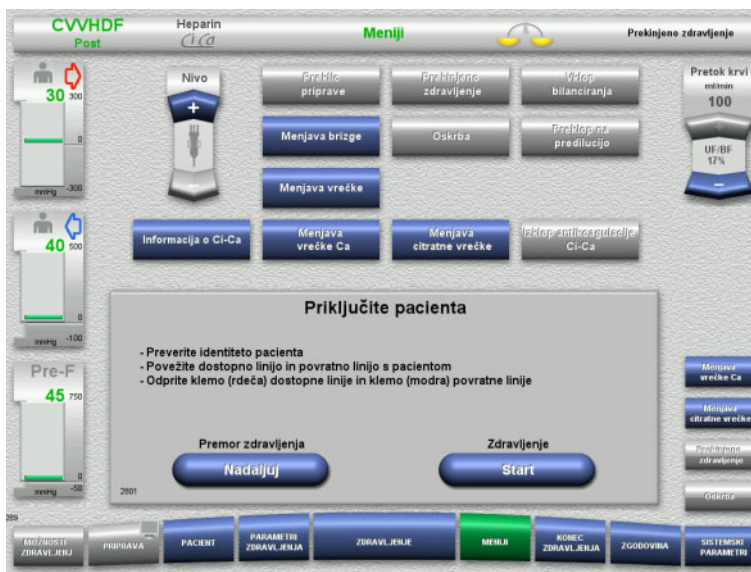 CVVHDF
Post
Heparin
Ci Ca
Meniji
Prekinjeno zdravljenje
30
300
0
mmHg
-300
Nivo
+
Prekilc
priprave
Prekinjeno
zdravljenje
Vklop
bilanciranja
Menjava brizge
Oskrba
Preklop na
predilucijo
Menjava vrečke
Pretok krvi
ml/min
100
UF/BF
17%
–
40
500
0
mmHg
-100
Informacija o Ci-Ca
Menjava
vrečke Ca
Menjava
citratne vrečke
Izklop antikoagulacije
Ci-Ca
Priključite pacienta
- Preverite identiteto pacienta
- Povežite dostopno linijo in povratno linijo s pacientom
- Odprite klemo (rdeča) dostopne linije in klemo (modra) povratne linije
Premor zdravljenja
Nadaljuj
Zdravljenje
Start
2601
Pre-F
45
750
0
mmHg
-50
Menjava
vrečke Ca
Menjava
citratne vrečke
Prekinjeno
zdravljenje
Oskrba
MOŽNOSTI
ZDRAVLJENJ
PRIPRAVA
PACIENT
PARAMETRI
ZDRAVLJENJA
ZDRAVLJENJE
MENIJI
KONEC
ZDRAVLJENJA
ZGODOVINA
SISTEMSKI
PARAMETRI